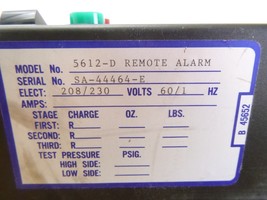 MODEL No. 5612-D REMOTE ALARM
SERIAL No. SA-44464-E
ELECT: 208/230 VOLTS 60/1 HZ
AMPS:
STAGE CHARGE OZ. LBS.
FIRST: R
SECOND: R
THIRD: R
TEST PRESSURE PSIG.
HIGH SIDE:
LOW SIDE:
B 45652